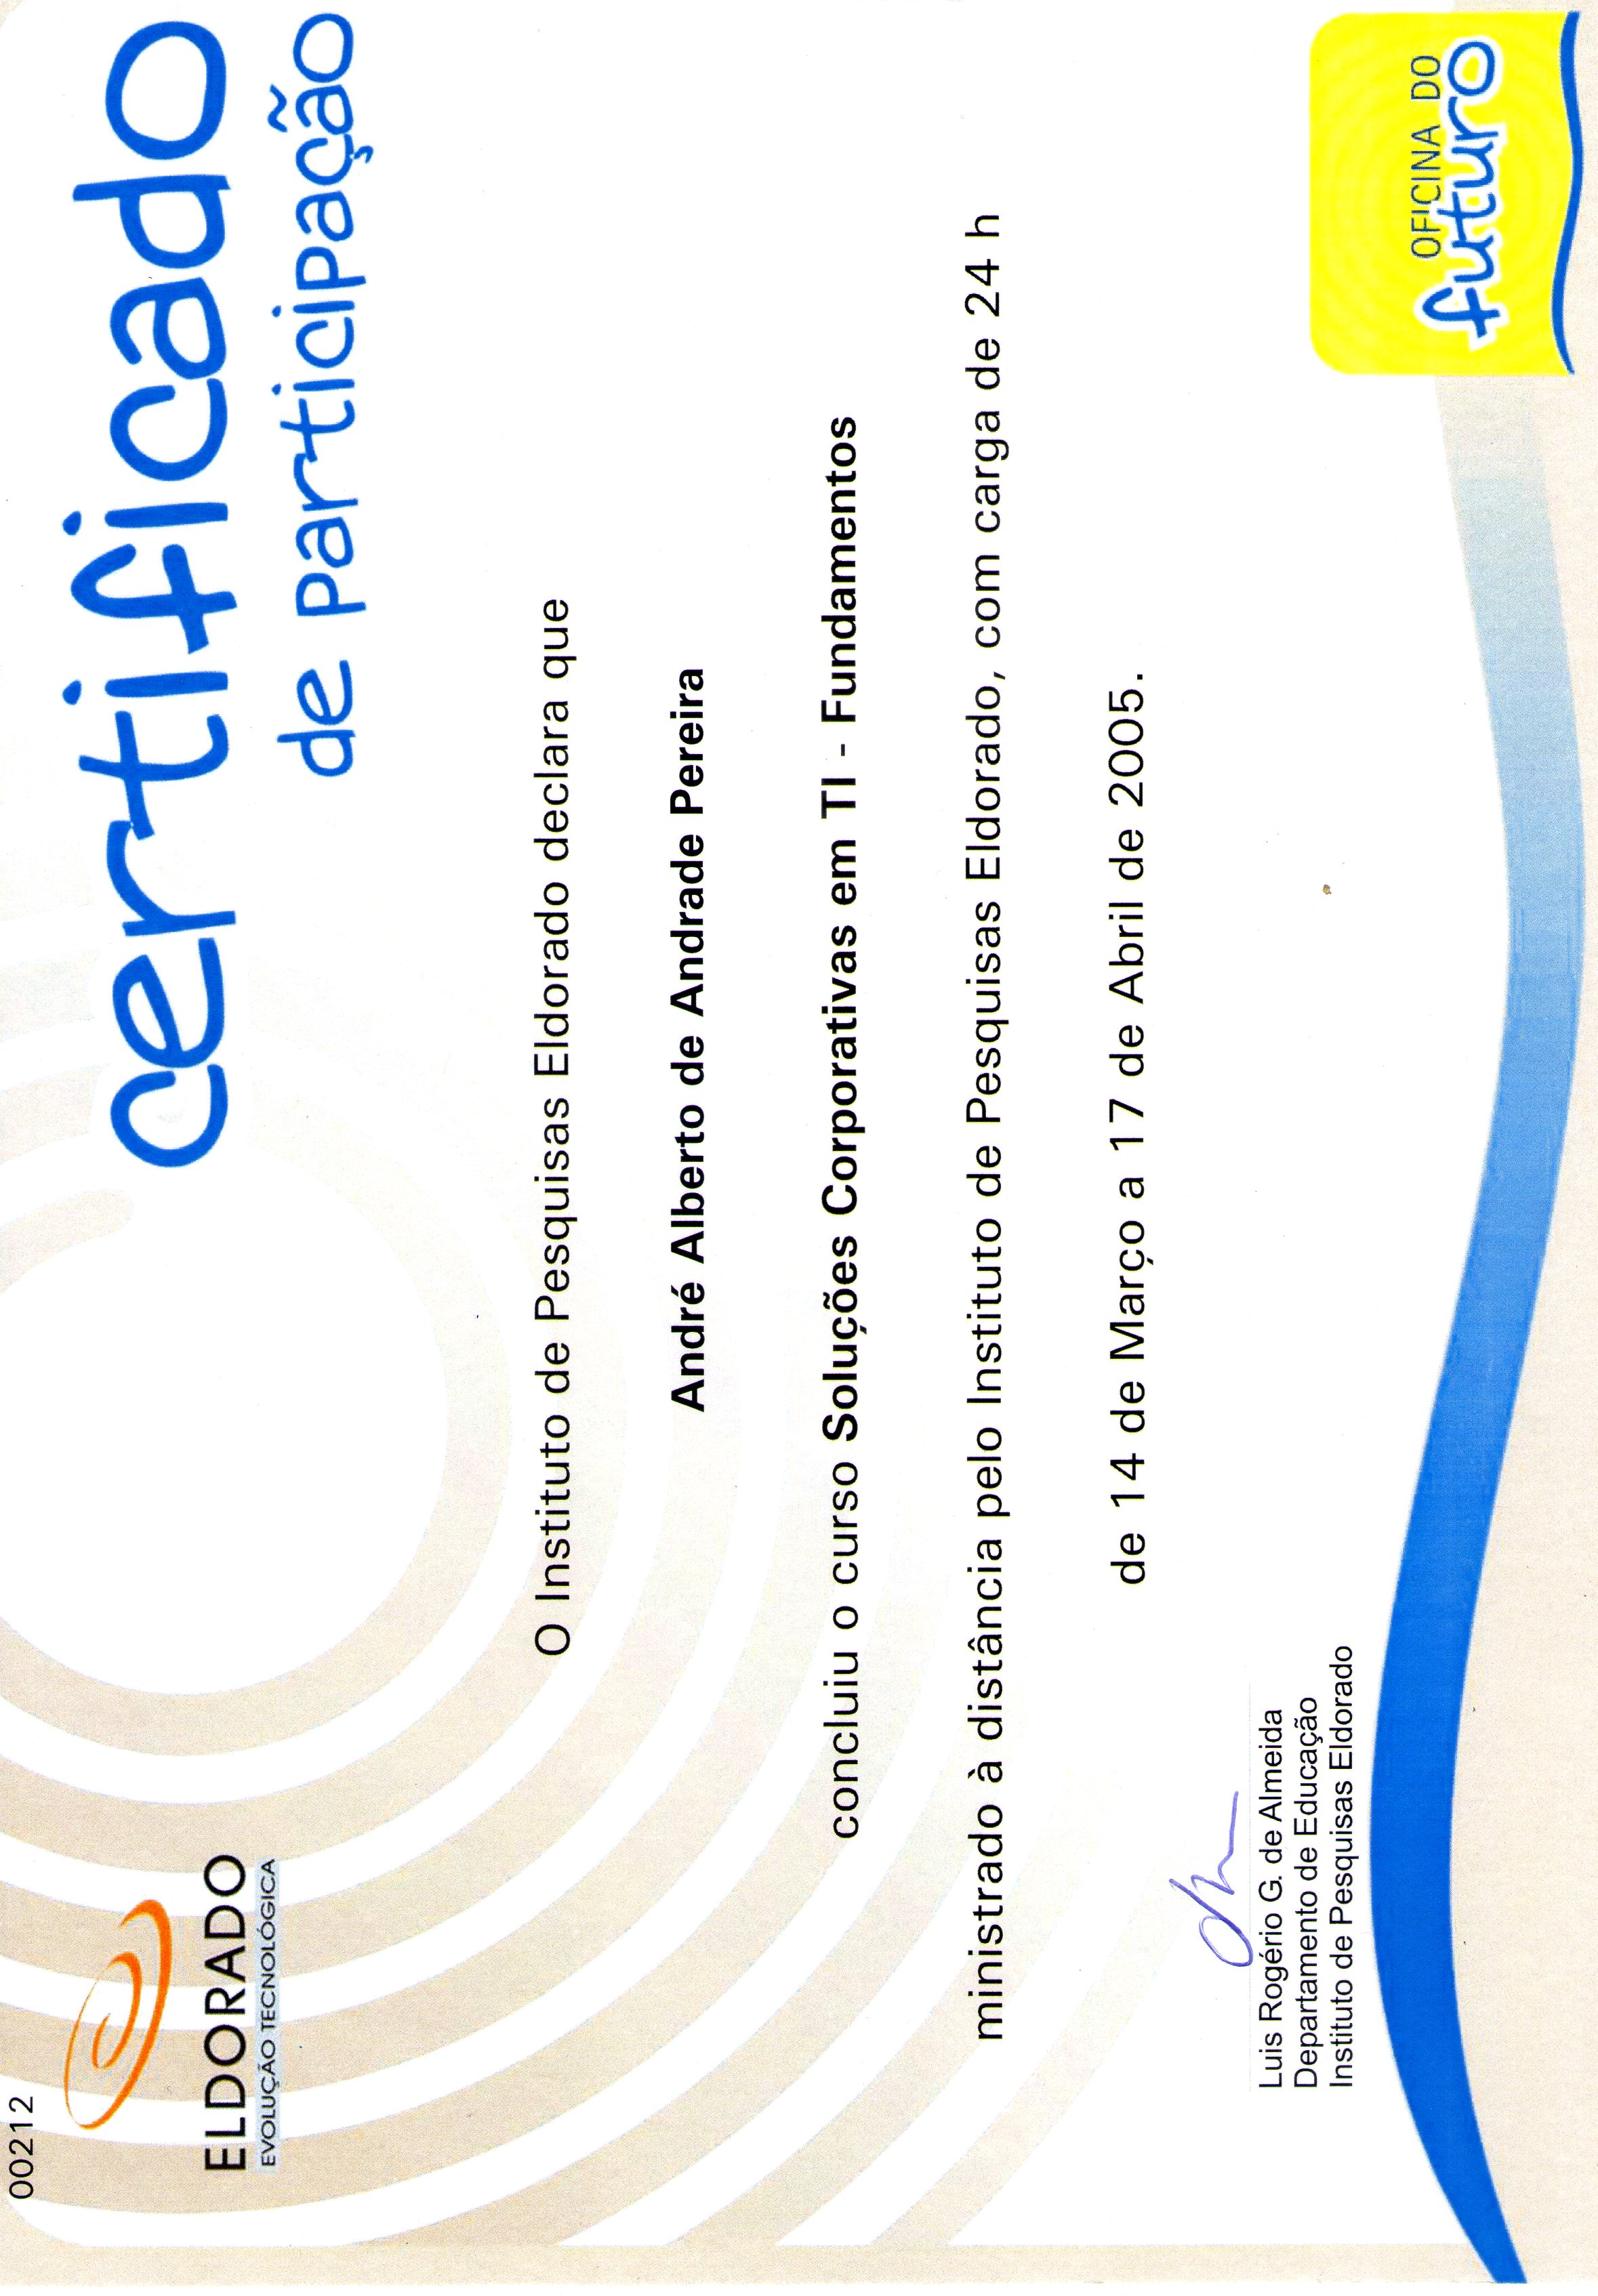 00212
ELDORADO
EVOLUÇÃO TECNOLÓGICA
certificado
de participação
O Instituto de Pesquisas Eldorado declara que
André Alberto de Andrade Pereira
concluiu o curso Soluções Corporativas em TI - Fundamentos
ministrado à distância pelo Instituto de Pesquisas Eldorado, com carga de 24 h
de 14 de Março a 17 de Abril de 2005.
Luis Rogério G. de Almeida
Departamento de Educação
Instituto de Pesquisas Eldorado
OFICINA DO
futuro